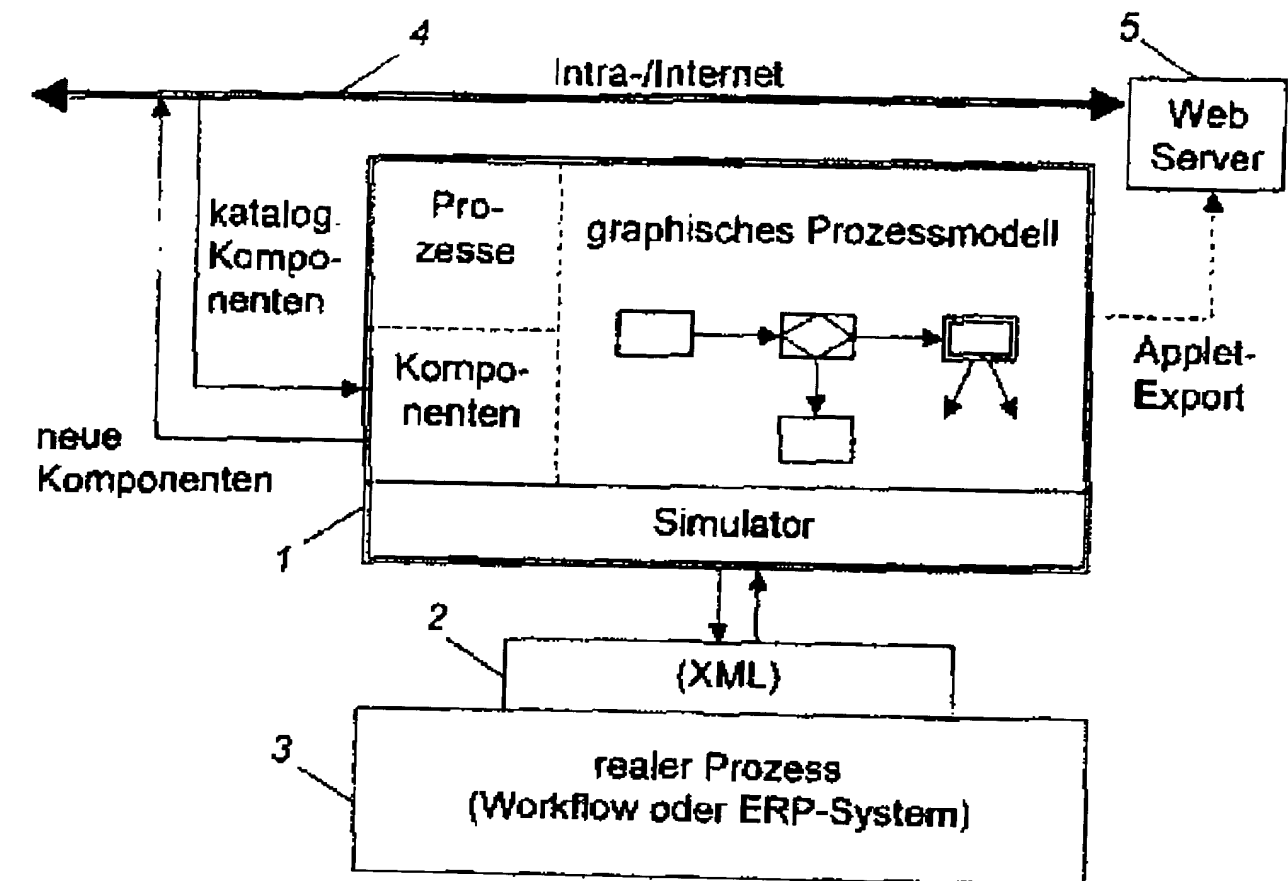 4
5
Intra-/Internet
Web
Server
katalog.
Kompo-
nenten
Pro-
zesse
graphisches Prozessmodell
Kompo-
nenten
Applet-
Export
neue
Komponenten
Simulator
1
2
(XML)
3
realer Prozess
(Workflow oder ERP-System)